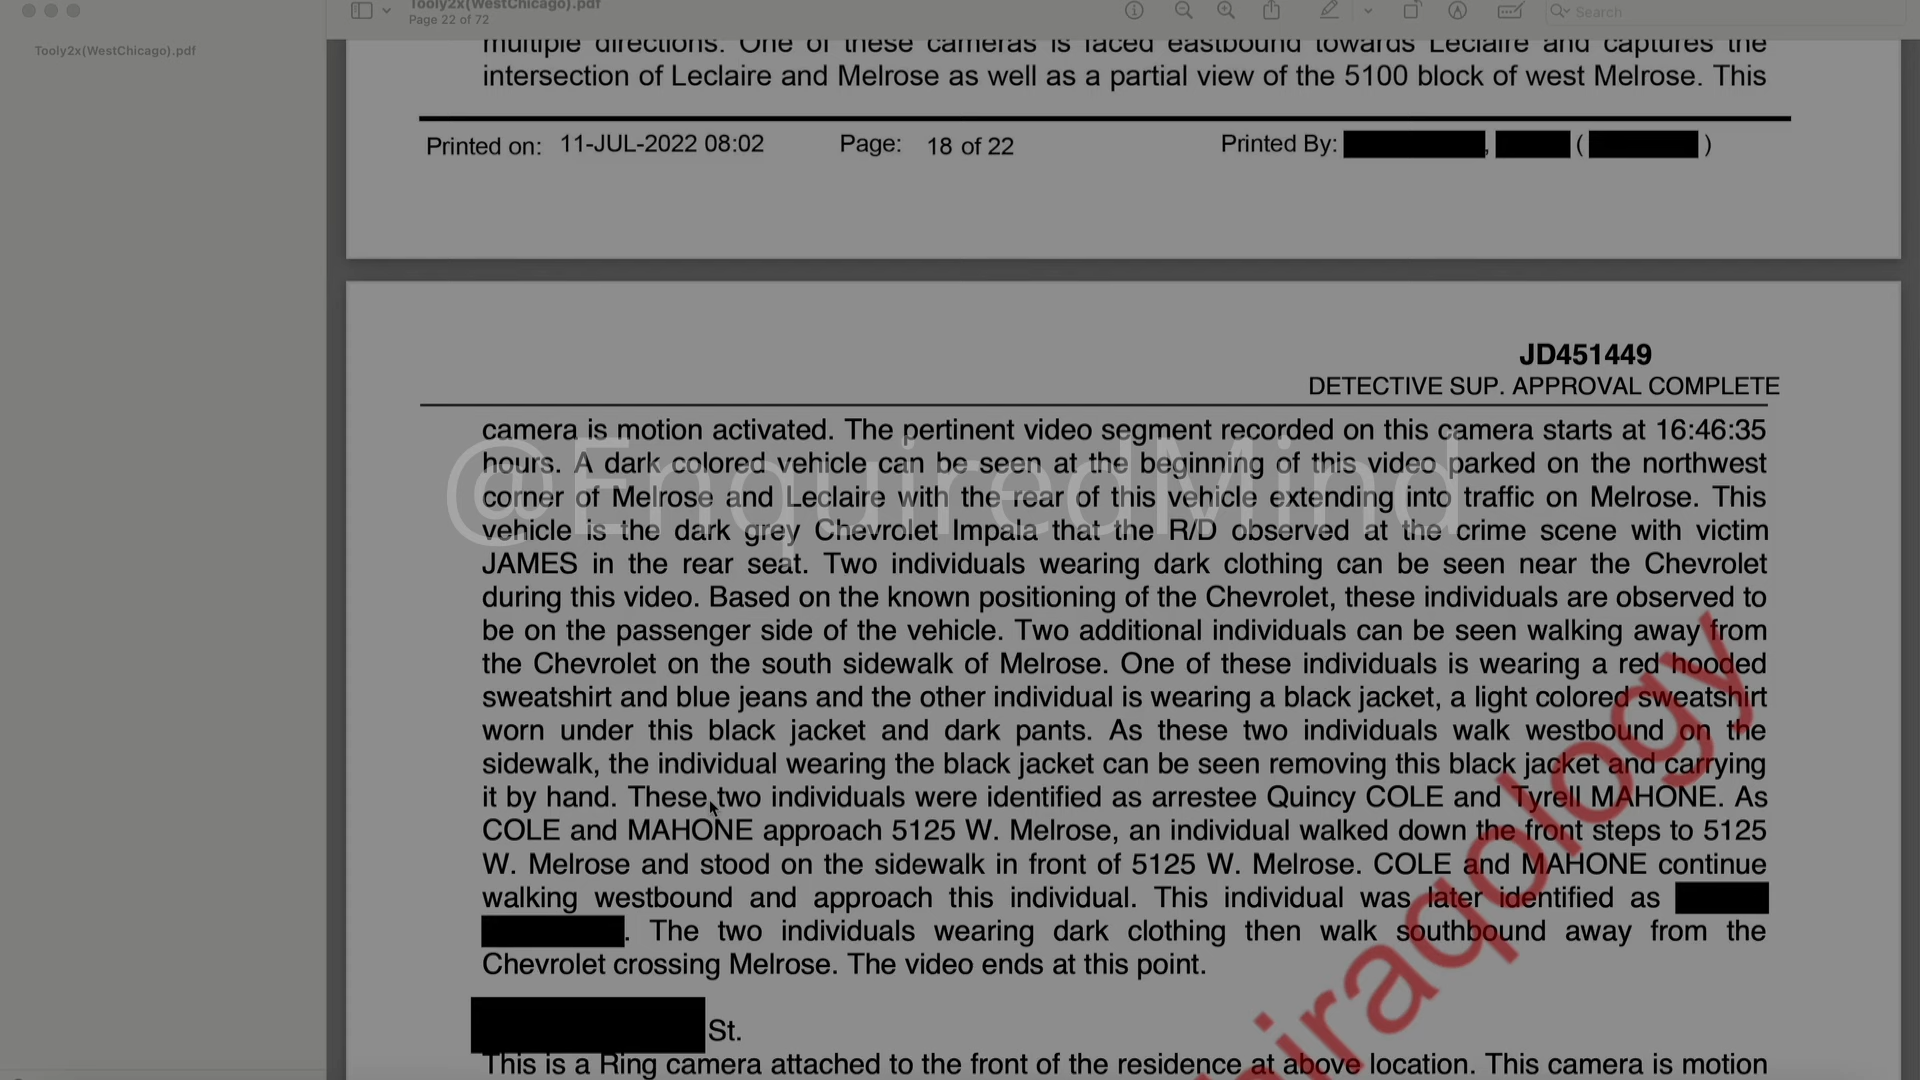 Tooly2x(WestChicago).pdf
Page 22 of 72
Search
Tooly2x(WestChicago).pdf
multiple directions. One of these cameras is faced eastbound towards Leclaire and captures the
intersection of Leclaire and Melrose as well as a partial view of the 5100 block of west Melrose. This
Printed on: 11-JUL-2022 08:02 Page: 18 of 22 Printed By: , ( )
JD451449
DETECTIVE SUP. APPROVAL COMPLETE
camera is motion activated. The pertinent video segment recorded on this camera starts at 16:46:35
hours. A dark colored vehicle can be seen at the beginning of this video parked on the northwest
corner of Melrose and Leclaire with the rear of this vehicle extending into traffic on Melrose. This
vehicle is the dark grey Chevrolet Impala that the R/D observed at the crime scene with victim
JAMES in the rear seat. Two individuals wearing dark clothing can be seen near the Chevrolet
during this video. Based on the known positioning of the Chevrolet, these individuals are observed to
be on the passenger side of the vehicle. Two additional individuals can be seen walking away from
the Chevrolet on the south sidewalk of Melrose. One of these individuals is wearing a red hooded
sweatshirt and blue jeans and the other individual is wearing a black jacket, a light colored sweatshirt
worn under this black jacket and dark pants. As these two individuals walk westbound on the
sidewalk, the individual wearing the black jacket can be seen removing this black jacket and carrying
it by hand. These two individuals were identified as arrestee Quincy COLE and Tyrell MAHONE. As
COLE and MAHONE approach 5125 W. Melrose, an individual walked down the front steps to 5125
W. Melrose and stood on the sidewalk in front of 5125 W. Melrose. COLE and MAHONE continue
walking westbound and approach this individual. This individual was later identified as
. The two individuals wearing dark clothing then walk southbound away from the
Chevrolet crossing Melrose. The video ends at this point.
St.
This is a Ring camera attached to the front of the residence at above location. This camera is motion
@EnquiredMind
iraqology